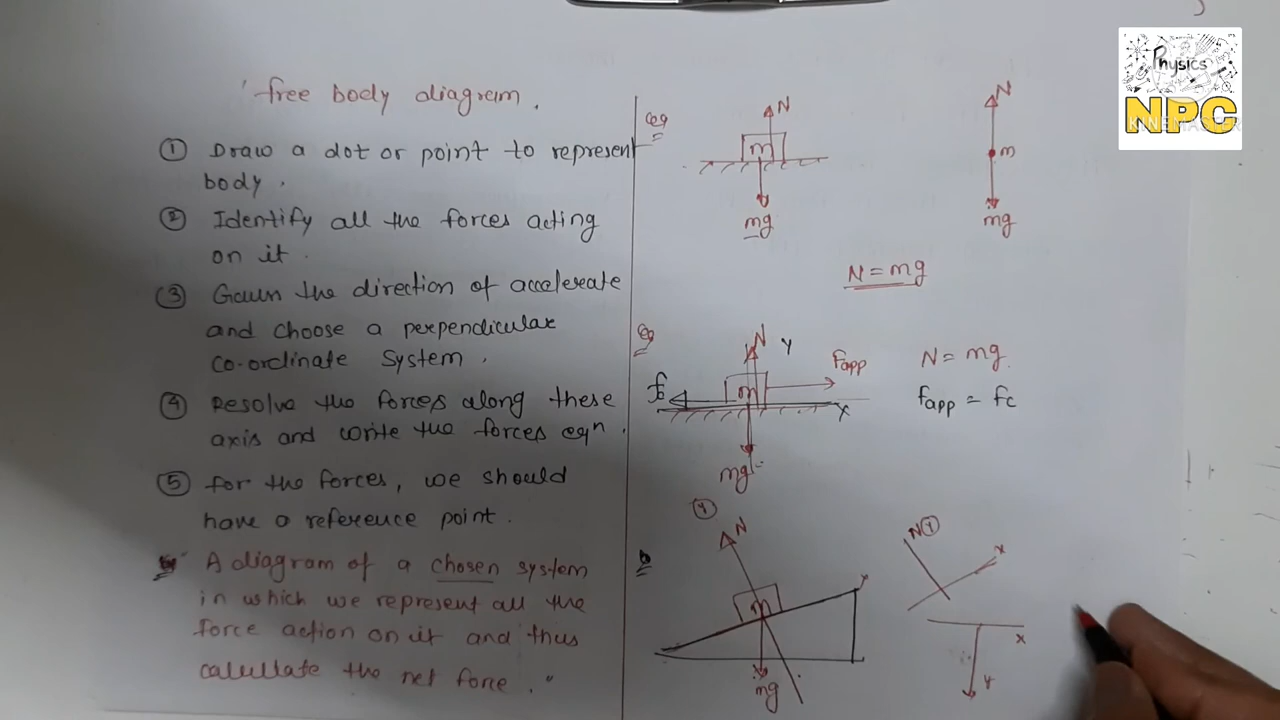 free body diagram.
① Draw a dot or point to represent
body.
② Identify all the forces acting
on it.
③ the direction of accelerate
and choose a perpendicular
co-ordinate system.
④ Resolve the forces along these
axis and write the forces eqn.
⑤ for the forces, we should
have a reference point.
" A diagram of a chosen system
in which we represent all the
force action on it and thus
calullate the net force. "
eg
N
m
mg
N
m
mg
N = mg
eg
N
Y
Fapp
m
X
mg
N = mg.
fapp = fc
N
m
mg
N
x
x
Y
Physics
NPC
KINEMASTER